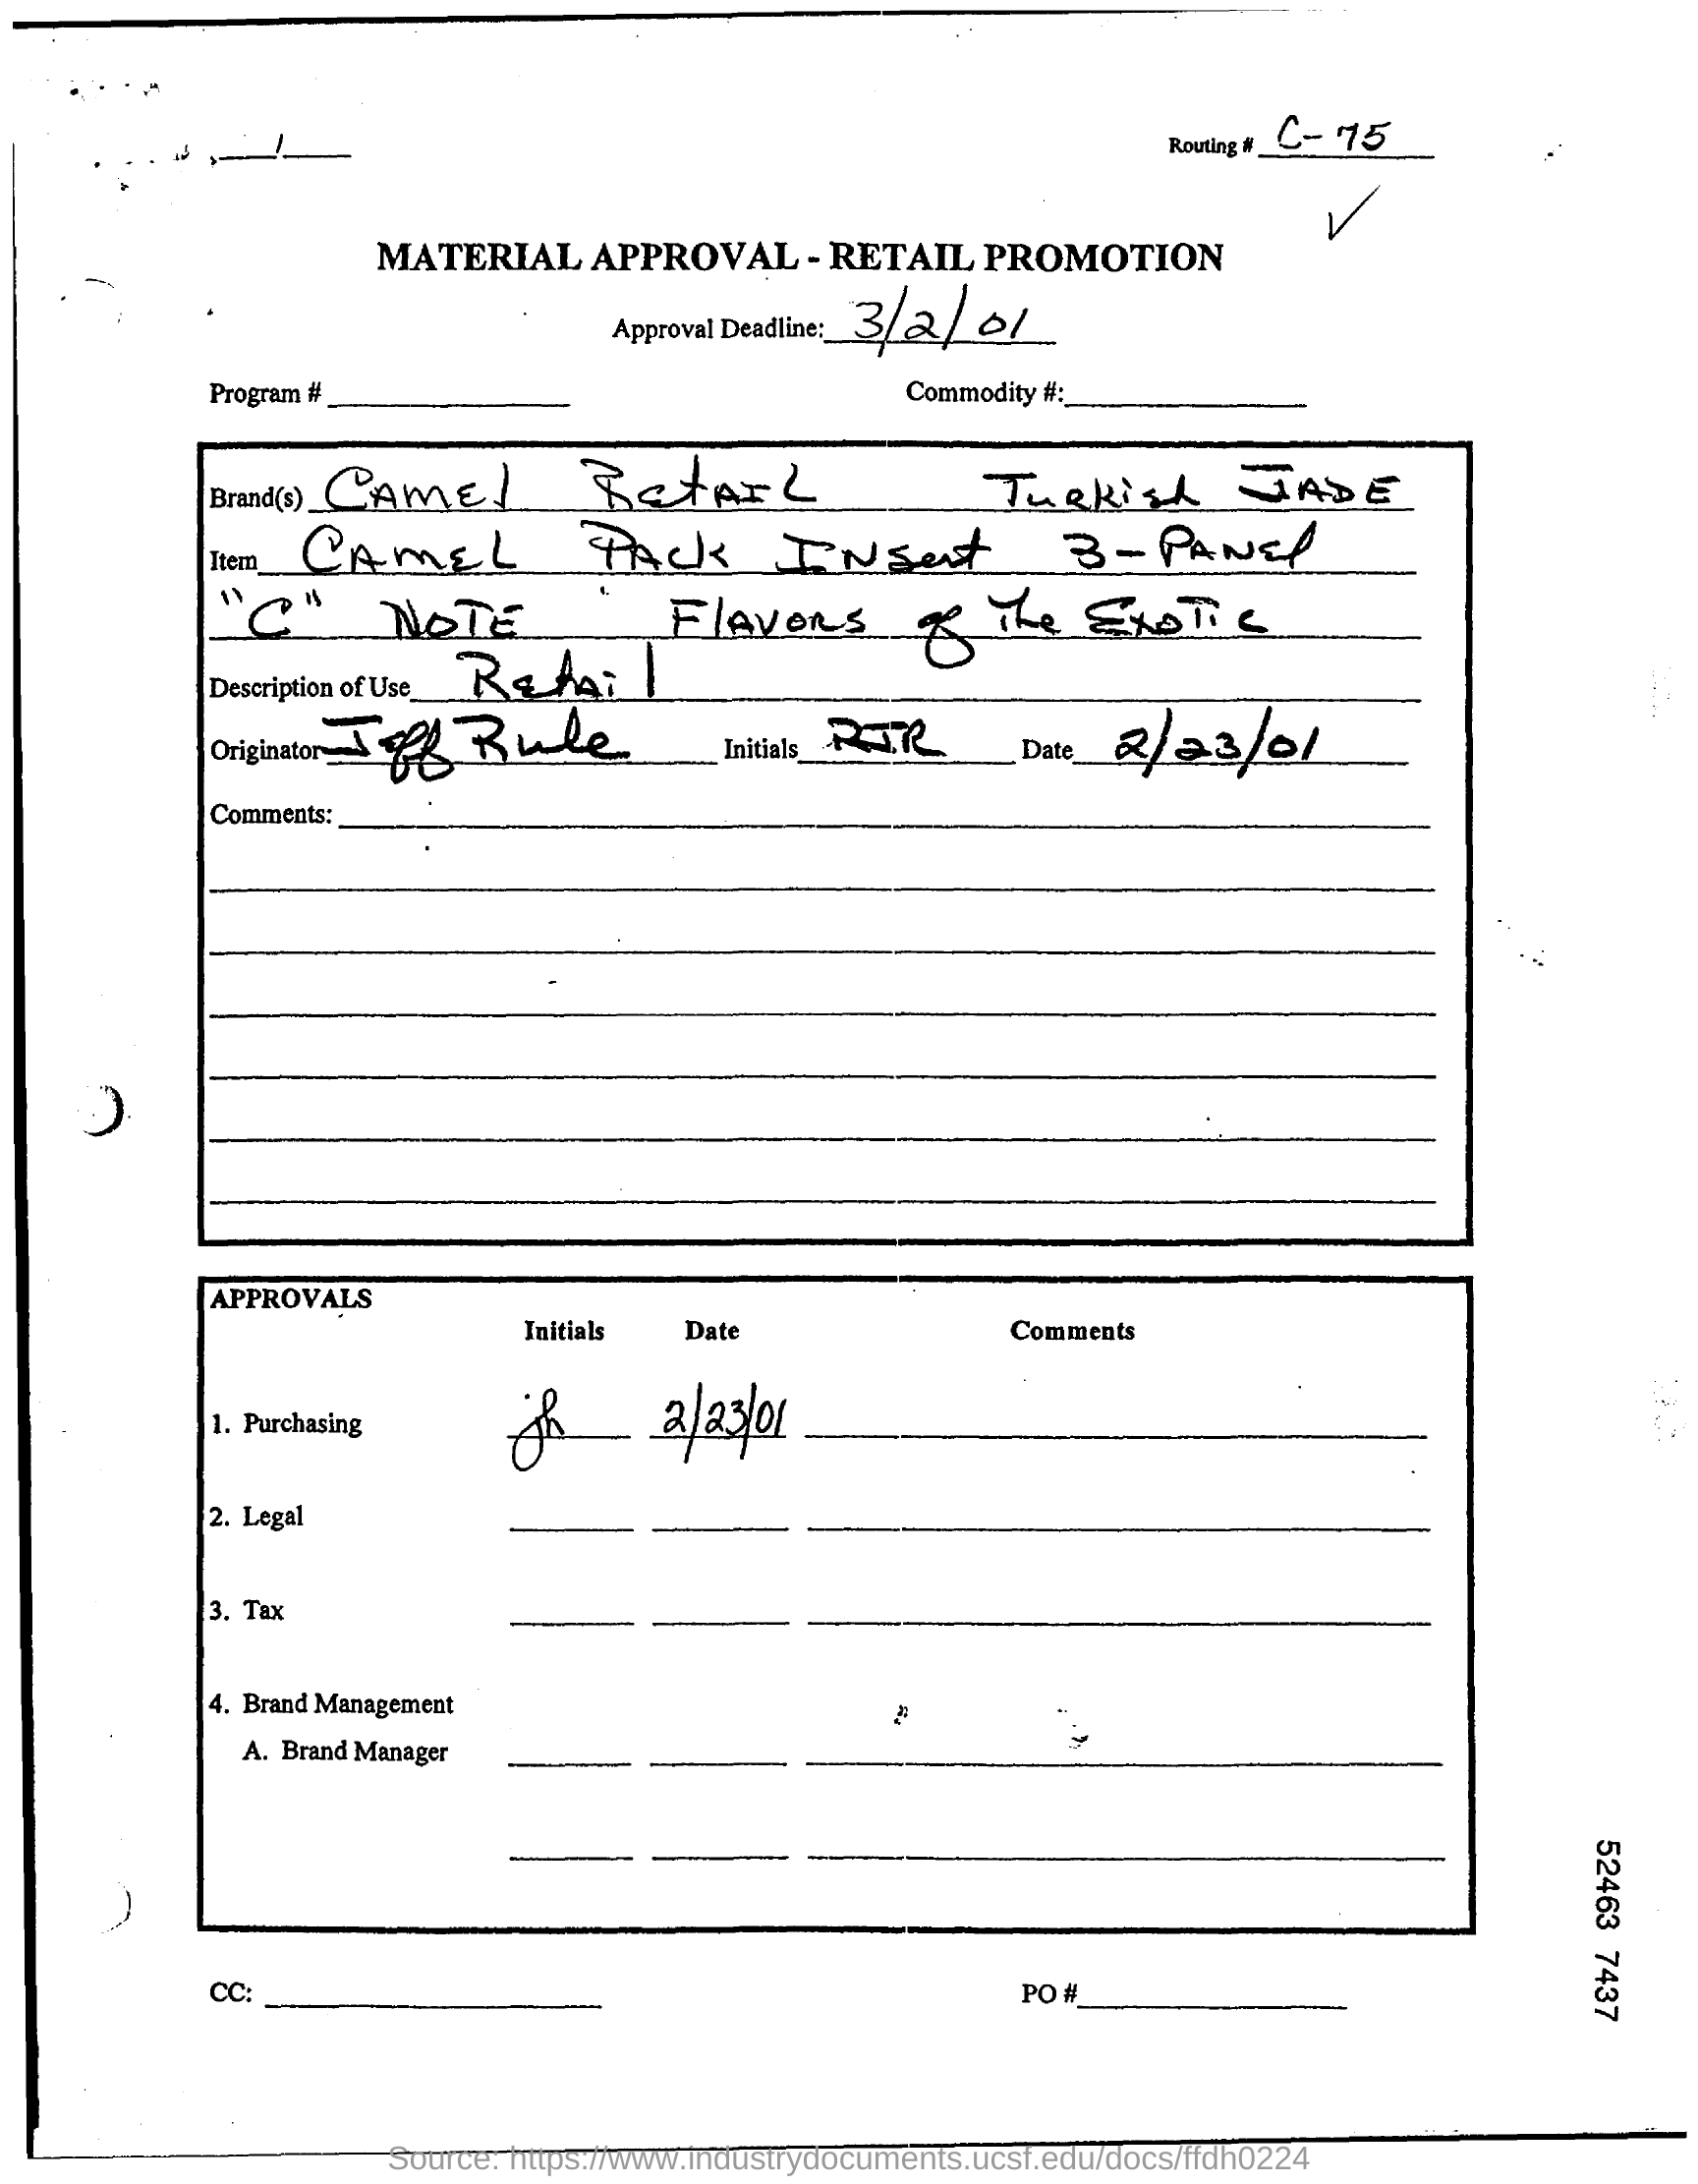 Routing # C-75
MATERIAL APPROVAL - RETAIL PROMOTION
Approval Deadline: 3/2/01
Program # Commodity #:
Brand(s) CAMEl RetAIL TuRkish JADE
Item CAMEL PAck INsert 3-PANEl
"C" NOTE FlAVORS of The ExoTic
Description of Use Retail
Originator Jeff Rule Initials RJR Date 2/23/01
Comments:
APPROVALS
Initials Date Comments
1. Purchasing jh 2/23/01
2. Legal
3. Tax
4. Brand Management
A. Brand Manager
CC: PO #
52463 7437
Source: https://www.industrydocuments.ucsf.edu/docs/ffdh0224